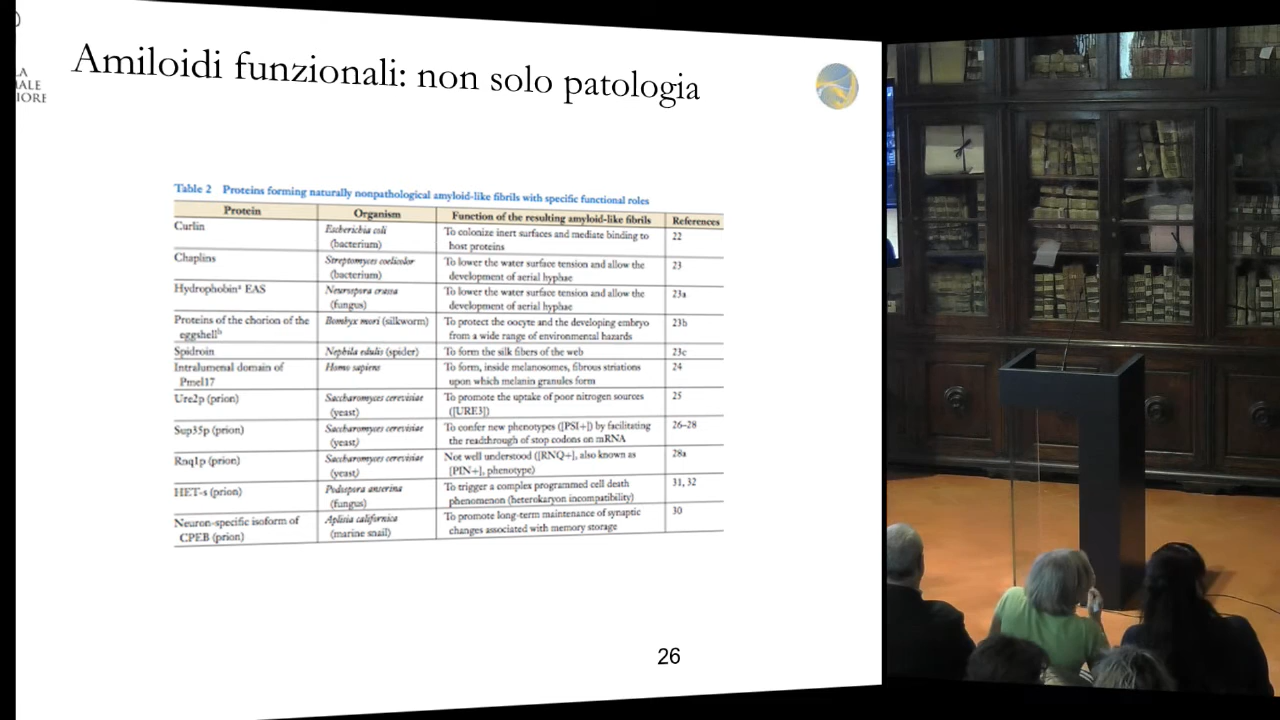 LA
ALE
IORE
Amiloidi funzionali: non solo patologia
Table 2 Proteins forming naturally nonpathological amyloid-like fibrils with specific functional roles
Protein Organism Function of the resulting amyloid-like fibrils References
Curlin Escherichia coli (bacterium) To colonize inert surfaces and mediate binding to host proteins 22
Chaplins Streptomyces coelicolor (bacterium) To lower the water surface tension and allow the development of aerial hyphae 23
Hydrophobinᵃ EAS Neurospora crassa (fungus) To lower the water surface tension and allow the development of aerial hyphae 23a
Proteins of the chorion of the eggshellᵇ Bombyx mori (silkworm) To protect the oocyte and the developing embryo from a wide range of environmental hazards 23b
Spidroin Nephila edulis (spider) To form the silk fibers of the web 23c
Intralumenal domain of Pmel17 Homo sapiens To form, inside melanosomes, fibrous striations upon which melanin granules form 24
Ure2p (prion) Saccharomyces cerevisiae (yeast) To promote the uptake of poor nitrogen sources ([URE3]) 25
Sup35p (prion) Saccharomyces cerevisiae (yeast) To confer new phenotypes ([PSI+]) by facilitating the readthrough of stop codons on mRNA 26–28
Rnq1p (prion) Saccharomyces cerevisiae (yeast) Not well understood ([RNQ+], also known as [PIN+], phenotype) 28a
HET-s (prion) Podospora anserina (fungus) To trigger a complex programmed cell death phenomenon (heterokaryon incompatibility) 31, 32
Neuron-specific isoform of CPEB (prion) Aplisia californica (marine snail) To promote long-term maintenance of synaptic changes associated with memory storage 30
26